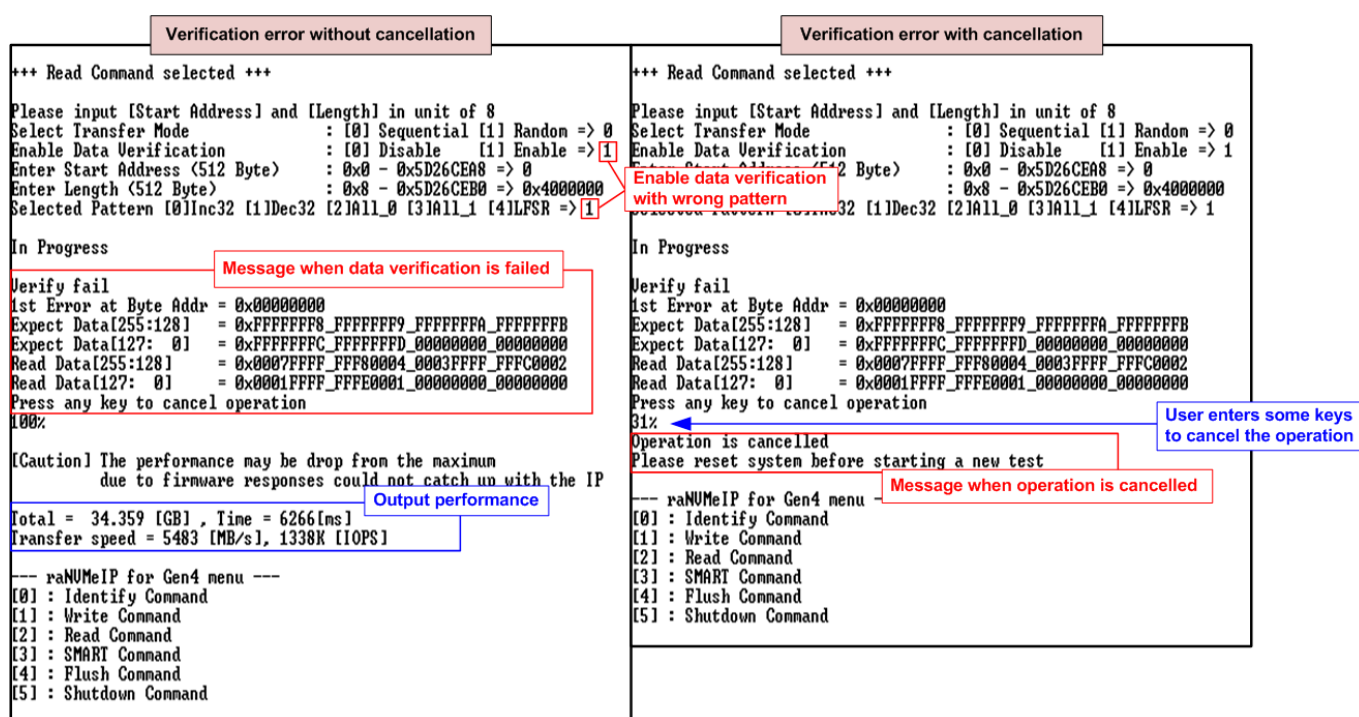 Verification error without cancellation
+++ Read Command selected +++
Please input [Start Address] and [Length] in unit of 8
Select Transfer Mode : [0] Sequential [1] Random => 0
Enable Data Verification : [0] Disable [1] Enable => 1
Enter Start Address (512 Byte) : 0x0 - 0x5D26CEA8 => 0
Enter Length (512 Byte) : 0x8 - 0x5D26CEB0 => 0x4000000
Selected Pattern [0]Inc32 [1]Dec32 [2]All_0 [3]All_1 [4]LFSR => 1
Enable data verification
with wrong pattern
In Progress
Message when data verification is failed
Verify fail
1st Error at Byte Addr = 0x00000000
Expect Data[255:128] = 0xFFFFFFF8_FFFFFFF9_FFFFFFFA_FFFFFFFB
Expect Data[127: 0] = 0xFFFFFFFC_FFFFFFFD_00000000_00000000
Read Data[255:128] = 0x0007FFFF_FFF80004_0003FFFF_FFFC0002
Read Data[127: 0] = 0x0001FFFF_FFFE0001_00000000_00000000
Press any key to cancel operation
100%
[Caution] The performance may be drop from the maximum
due to firmware responses could not catch up with the IP
Output performance
Total = 34.359 [GB] , Time = 6266[ms]
Transfer speed = 5483 [MB/s], 1338K [IOPS]
--- raNVMeIP for Gen4 menu ---
[0] : Identify Command
[1] : Write Command
[2] : Read Command
[3] : SMART Command
[4] : Flush Command
[5] : Shutdown Command
Verification error with cancellation
+++ Read Command selected +++
Please input [Start Address] and [Length] in unit of 8
Select Transfer Mode : [0] Sequential [1] Random => 0
Enable Data Verification : [0] Disable [1] Enable => 1
Byte) : 0x0 - 0x5D26CEA8 => 0
: 0x8 - 0x5D26CEB0 => 0x4000000
[1]Dec32 [2]All_0 [3]All_1 [4]LFSR => 1
In Progress
Verify fail
1st Error at Byte Addr = 0x00000000
Expect Data[255:128] = 0xFFFFFFF8_FFFFFFF9_FFFFFFFA_FFFFFFFB
Expect Data[127: 0] = 0xFFFFFFFC_FFFFFFFD_00000000_00000000
Read Data[255:128] = 0x0007FFFF_FFF80004_0003FFFF_FFFC0002
Read Data[127: 0] = 0x0001FFFF_FFFE0001_00000000_00000000
Press any key to cancel operation
31%
User enters some keys
to cancel the operation
Operation is cancelled
Please reset system before starting a new test
Message when operation is cancelled
--- raNVMeIP for Gen4 menu -
[0] : Identify Command
[1] : Write Command
[2] : Read Command
[3] : SMART Command
[4] : Flush Command
[5] : Shutdown Command